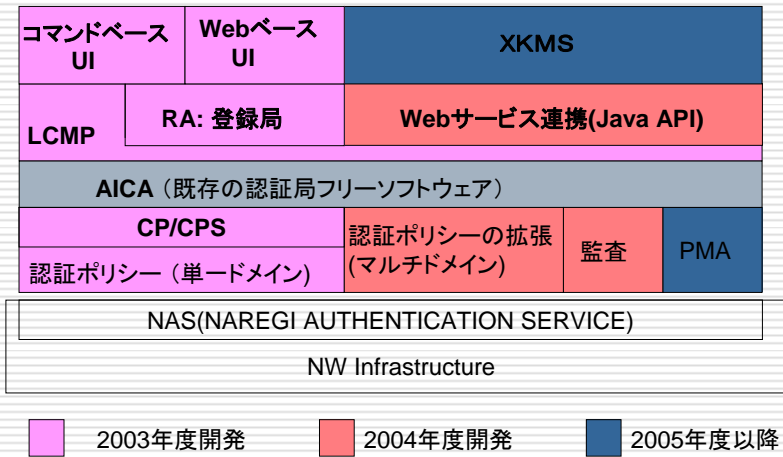 コマンドベース
UI
Webベース
UI
XKMS
LCMP
RA: 登録局
Webサービス連携(Java API)
AICA（既存の認証局フリーソフトウェア）
CP/CPS
認証ポリシー（単一ドメイン)
認証ポリシーの拡張
(マルチドメイン)
監査
PMA
NAS(NAREGI AUTHENTICATION SERVICE)
NW Infrastructure
2003年度開発
2004年度開発
2005年度以降